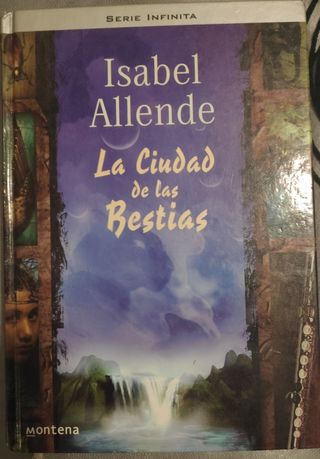 SERIE INFINITA
Isabel
Allende
La Ciudad
de las
Bestias
montena